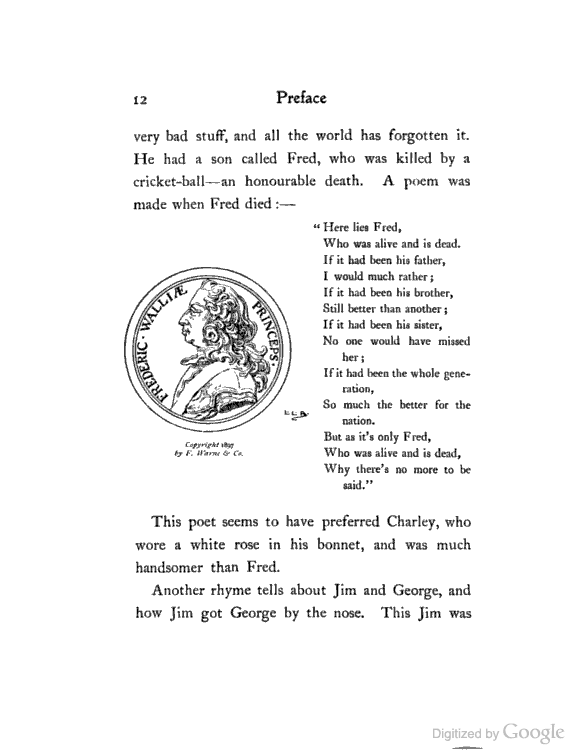 12 Preface
very bad stuff, and all the world has forgotten it.
He had a son called Fred, who was killed by a
cricket-ball—an honourable death. A poem was
made when Fred died :—
“ Here lies Fred,
Who was alive and is dead.
If it had been his father,
I would much rather ;
If it had been his brother,
Still better than another ;
If it had been his sister,
No one would have missed
her ;
If it had been the whole gene-
ration,
So much the better for the
nation.
But as it's only Fred,
Who was alive and is dead,
Why there's no more to be
said.”
FREDERIC · WALLIÆ PRINCEPS ·
L.L.B.
Copyright 1897
by F. Warne & Co.
This poet seems to have preferred Charley, who
wore a white rose in his bonnet, and was much
handsomer than Fred.
Another rhyme tells about Jim and George, and
how Jim got George by the nose. This Jim was
Digitized by Google